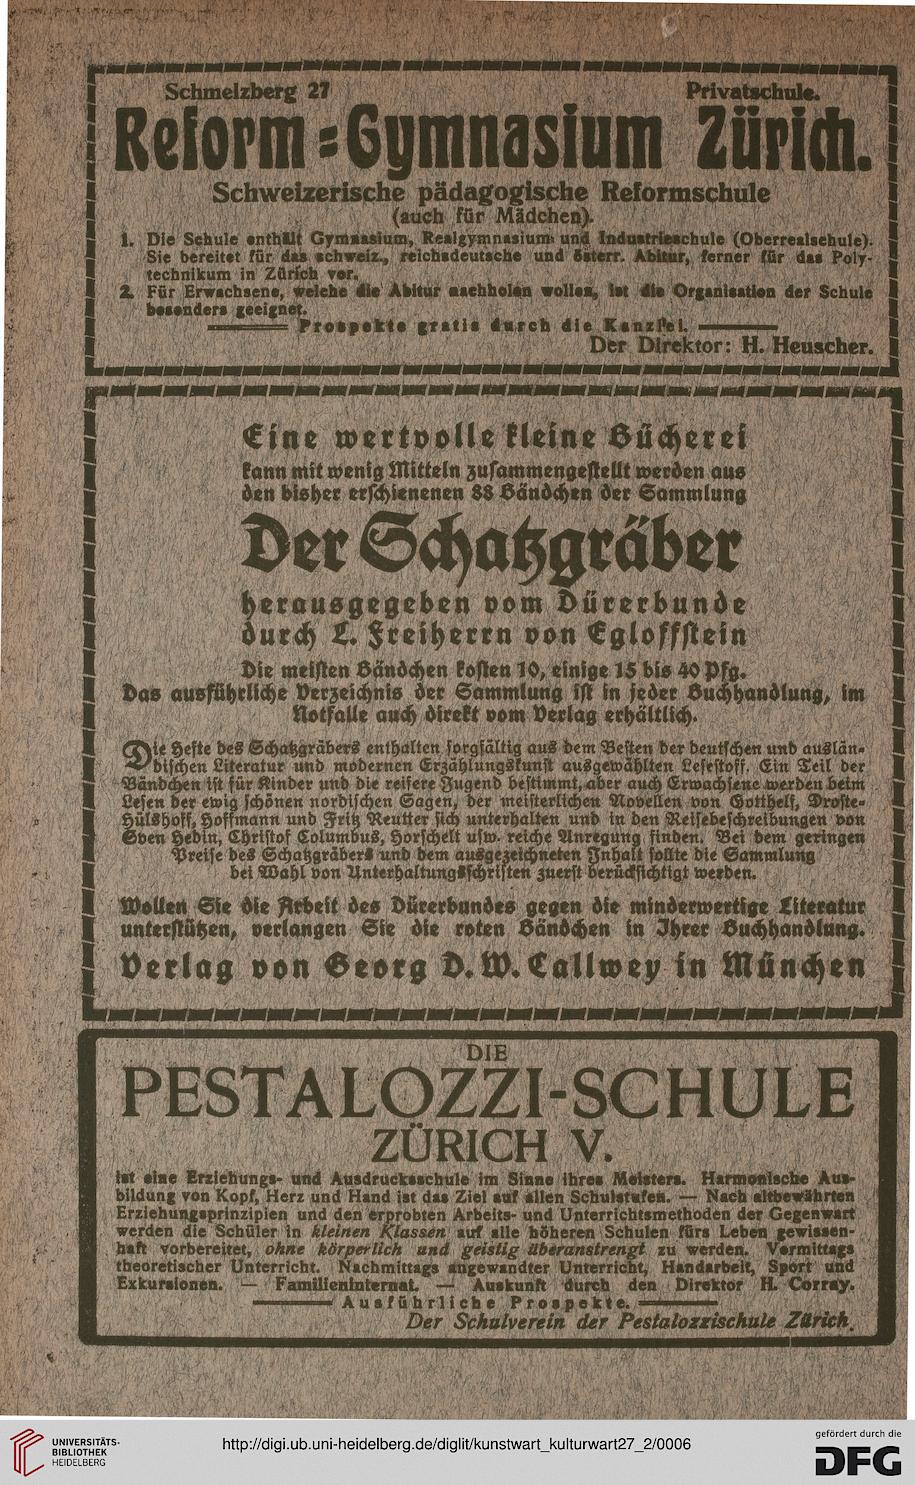 Schmelzberg 27 Privatschule.
Reform=Gymnasium Zürich.
Schweizerische pädagogische Reformschule
(auch für Mädchen).
1. Die Schule enthält Gymnasium, Realgymnasium und Industrieschule (Oberrealschule).
Sie bereitet für das schweiz., reichsdeutsche und österr. Abitur, ferner für das Poly-
technikum in Zürich vor.
2. Für Erwachsene, welche die Abitur nachholen wollen, ist die Organisation der Schule
besonders geeignet.
Prospekte gratis durch die Kanzlei.
Der Direktor: H. Heuscher.
Eine wertvolle kleine Bücherei
kann mit wenig Mitteln zusammengestellt werden aus
den bisher erschienenen 88 Bändchen der Sammlung
Der Schatzgräber
herausgegeben vom Dürerbunde
durch L. Freiherrn von Egloffstein
Die meisten Bändchen kosten 10, einige 15 bis 40 Pfg.
Das ausführliche Verzeichnis der Sammlung ist in jeder Buchhandlung, im
Notfalle auch direkt vom Verlag erhältlich.
Die Hefte des Schatzgräbers enthalten sorgfältig aus dem Besten der deutschen und auslän-
dischen Literatur und modernen Erzählungskunst ausgewählten Lesestoff. Ein Teil der
Bändchen ist für Kinder und die reifere Jugend bestimmt, aber auch Erwachsene werden beim
Lesen der ewig schönen nordischen Sagen, der meisterlichen Novellen von Gotthelf, Droste-
Hülshoff, Hoffmann und Fritz Reutter sich unterhalten und in den Reisebeschreibungen von
Sven Hedin, Christof Columbus, Horschelt usw. reiche Anregung finden. Bei dem geringen
Preise des Schatzgräbers und dem ausgezeichneten Inhalt sollte die Sammlung
bei Wahl von Unterhaltungsschriften zuerst berücksichtigt werden.
Wollen Sie die Arbeit des Dürerbundes gegen die minderwertige Literatur
unterstützen, verlangen Sie die roten Bändchen in Ihrer Buchhandlung.
Verlag von Georg D. W. Callwey in München
DIE
PESTALOZZI-SCHULE
ZÜRICH V.
ist eine Erziehungs- und Ausdrucksschule im Sinne ihres Meisters. Harmonische Aus-
bildung von Kopf, Herz und Hand ist das Ziel auf allen Schulstufen. — Nach altbewährten
Erziehungsprinzipien und den erprobten Arbeits- und Unterrichtsmethoden der Gegenwart
werden die Schüler in kleinen Klassen auf alle höheren Schulen fürs Leben gewissen-
haft vorbereitet, ohne körperlich und geistig überanstrengt zu werden. Vormittags
theoretischer Unterricht. Nachmittags angewandter Unterricht, Handarbeit, Sport und
Exkursionen. — Familieninternat. — Auskunft durch den Direktor H. Corray.
Ausführliche Prospekte.
Der Schulverein der Pestalozzischule Zürich.
UNIVERSITÄTS-
BIBLIOTHEK
HEIDELBERG
http://digi.ub.uni-heidelberg.de/diglit/kunstwart_kulturwart27_2/0006
gefördert durch die
DFG